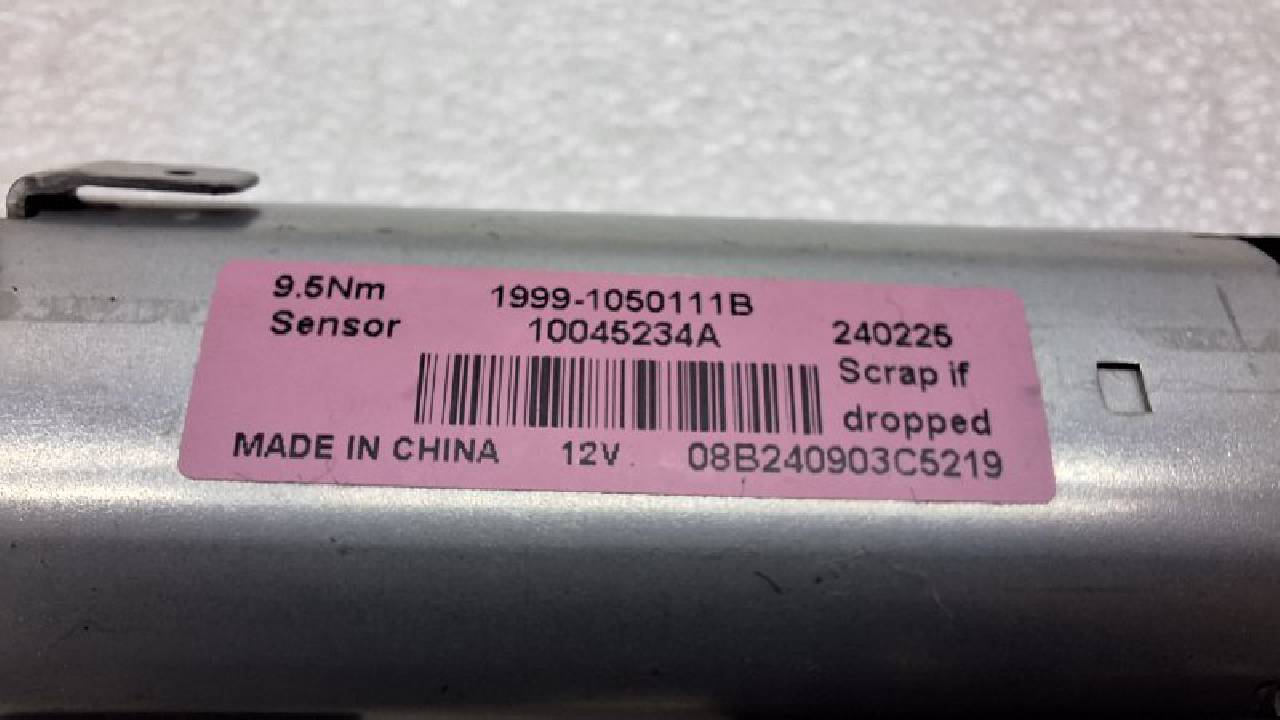 9.5Nm 1999-1050111B
Sensor 10045234A 240225
Scrap if
dropped
MADE IN CHINA 12V 08B240903C5219